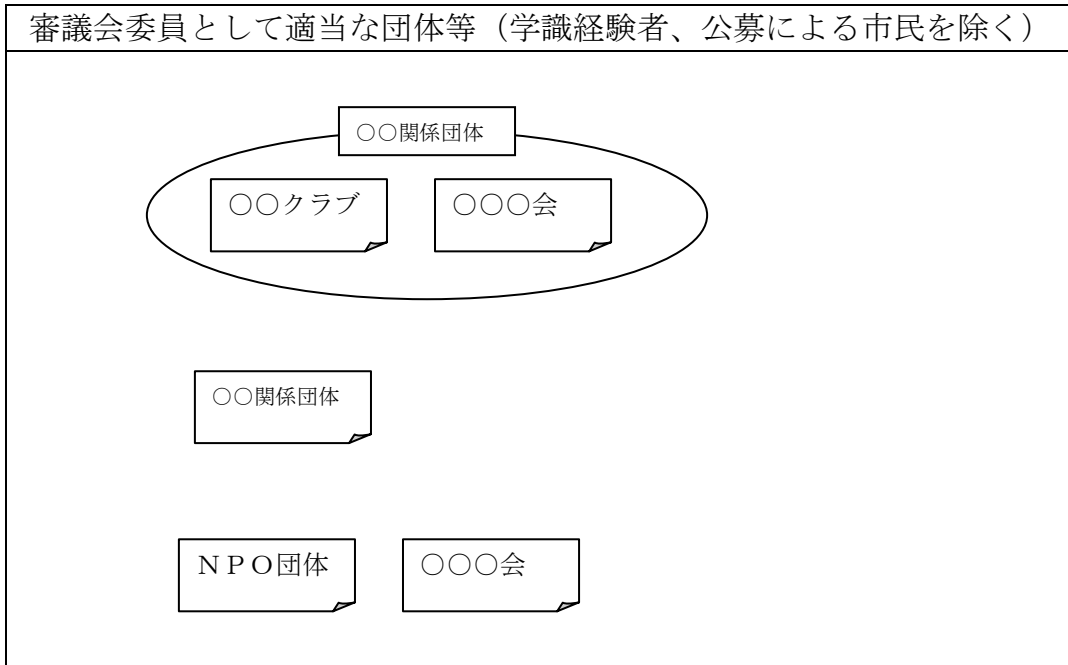 審議会委員として適当な団体等（学識経験者、公募による市民を除く）
○○関係団体
○○クラブ
○○○会
○○関係団体
ＮＰＯ団体
○○○会